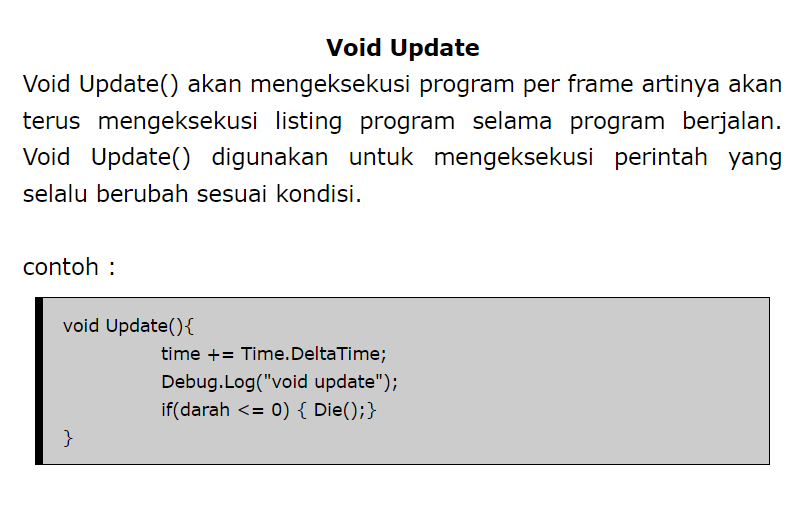 Void Update
Void Update() akan mengeksekusi program per frame artinya akan
terus mengeksekusi listing program selama program berjalan.
Void Update() digunakan untuk mengeksekusi perintah yang
selalu berubah sesuai kondisi.
contoh :
void Update(){
time += Time.DeltaTime;
Debug.Log("void update");
if(darah <= 0) { Die();}
}